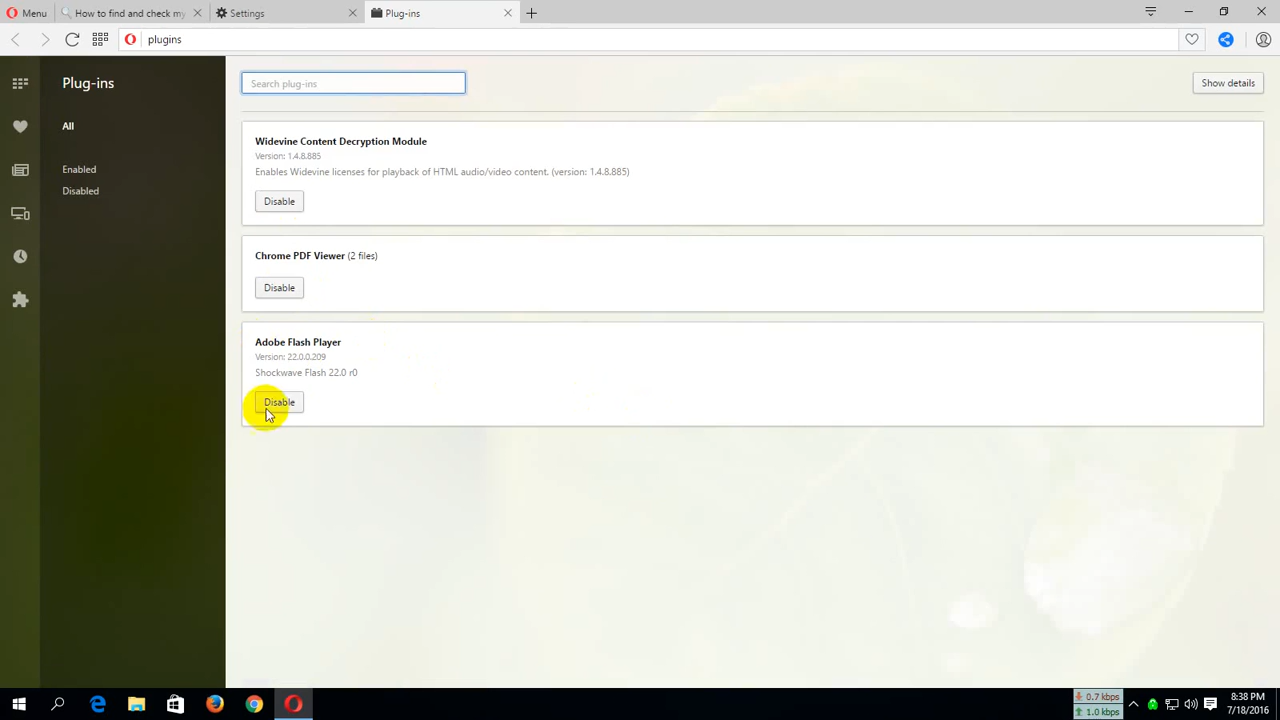 Menu
How to find and check my
Settings
Plug-ins
plugins
Plug-ins
All
Enabled
Disabled
Search plug-ins
Show details
Widevine Content Decryption Module
Version: 1.4.8.885
Enables Widevine licenses for playback of HTML audio/video content. (version: 1.4.8.885)
Disable
Chrome PDF Viewer (2 files)
Disable
Adobe Flash Player
Version: 22.0.0.209
Shockwave Flash 22.0 r0
Disable
0.7 kbps
1.0 kbps
8:38 PM
7/18/2016